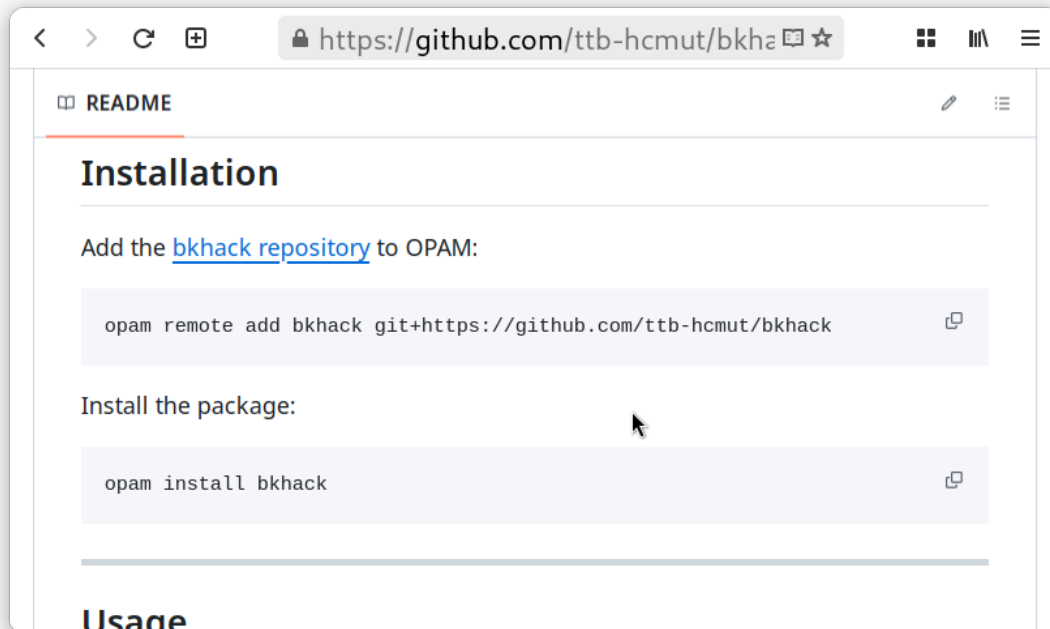 https://github.com/ttb-hcmut/bkha
README
Installation
Add the bkhack repository to OPAM:
opam remote add bkhack git+https://github.com/ttb-hcmut/bkhack
Install the package:
opam install bkhack
Usage